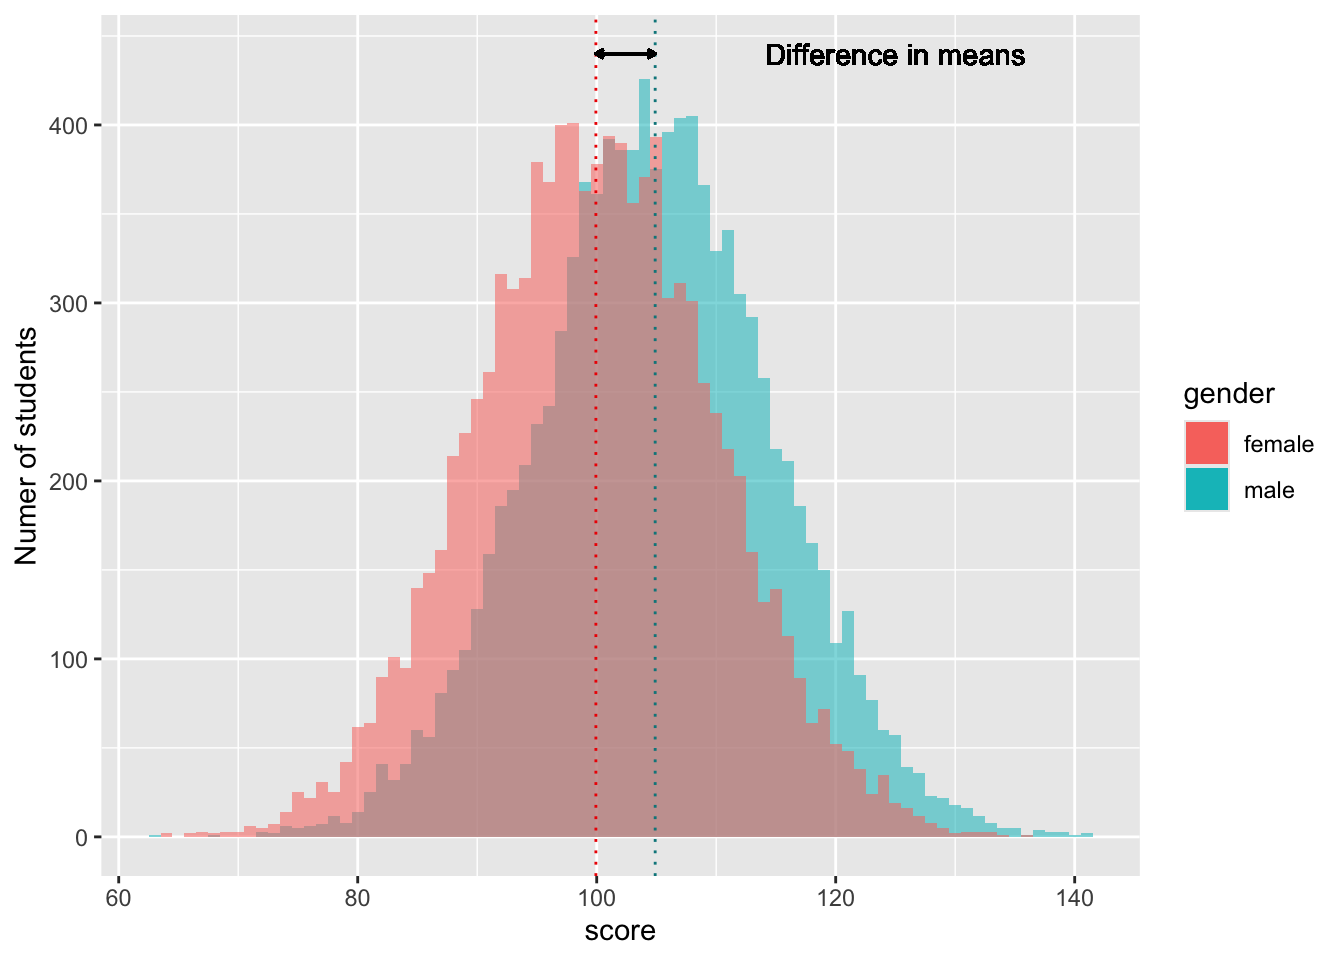 Difference in means
400
300
200
100
0
Numer of students
60 80 100 120 140
score
gender
female
male